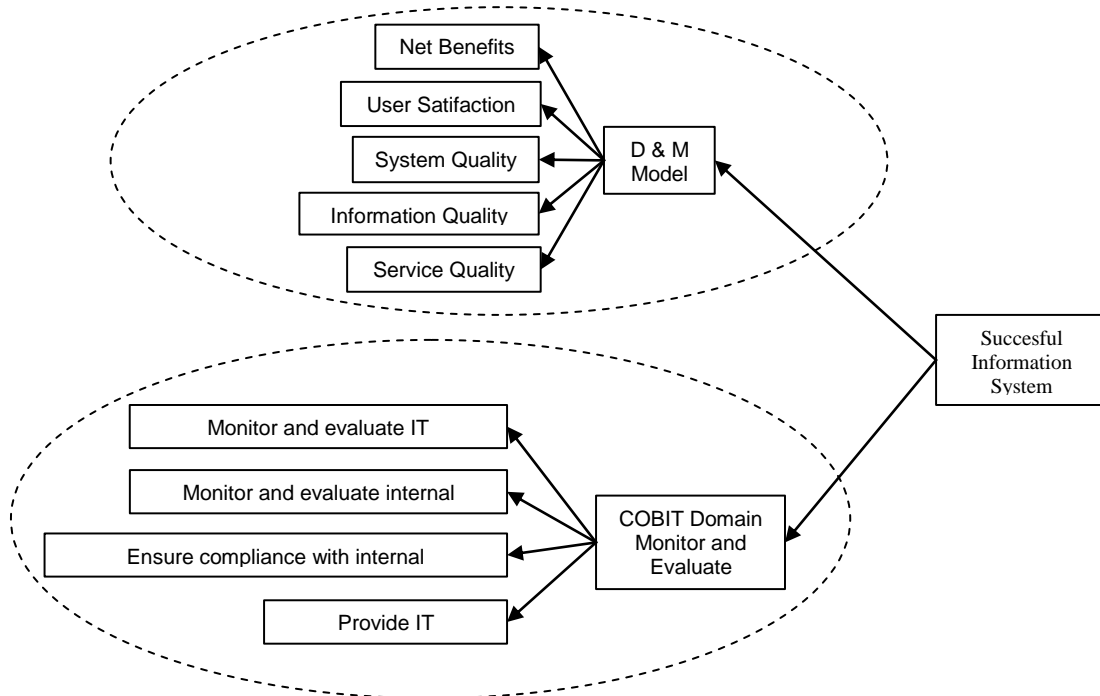 Net Benefits
User Satifaction
System Quality
Information Quality
Service Quality
D & M
Model
Succesful
Information
System
Monitor and evaluate IT
Monitor and evaluate internal
Ensure compliance with internal
Provide IT
COBIT Domain
Monitor and
Evaluate